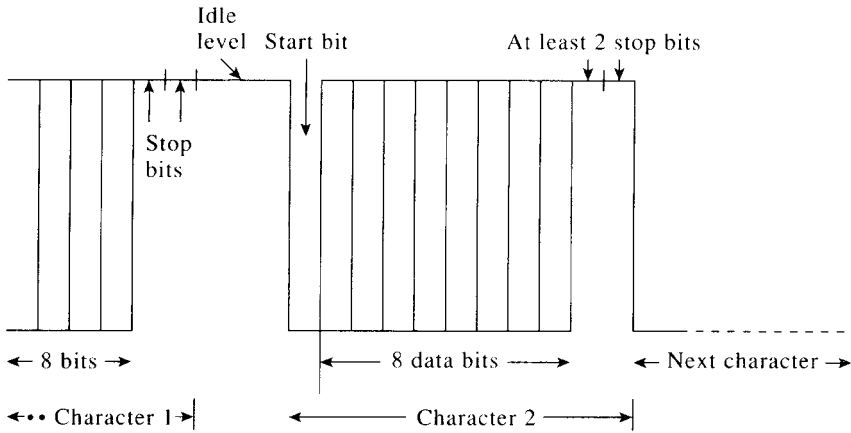 Idle
level
Start bit
At least 2 stop bits
Stop
bits
8 bits
8 data bits
Next character
Character 1
Character 2